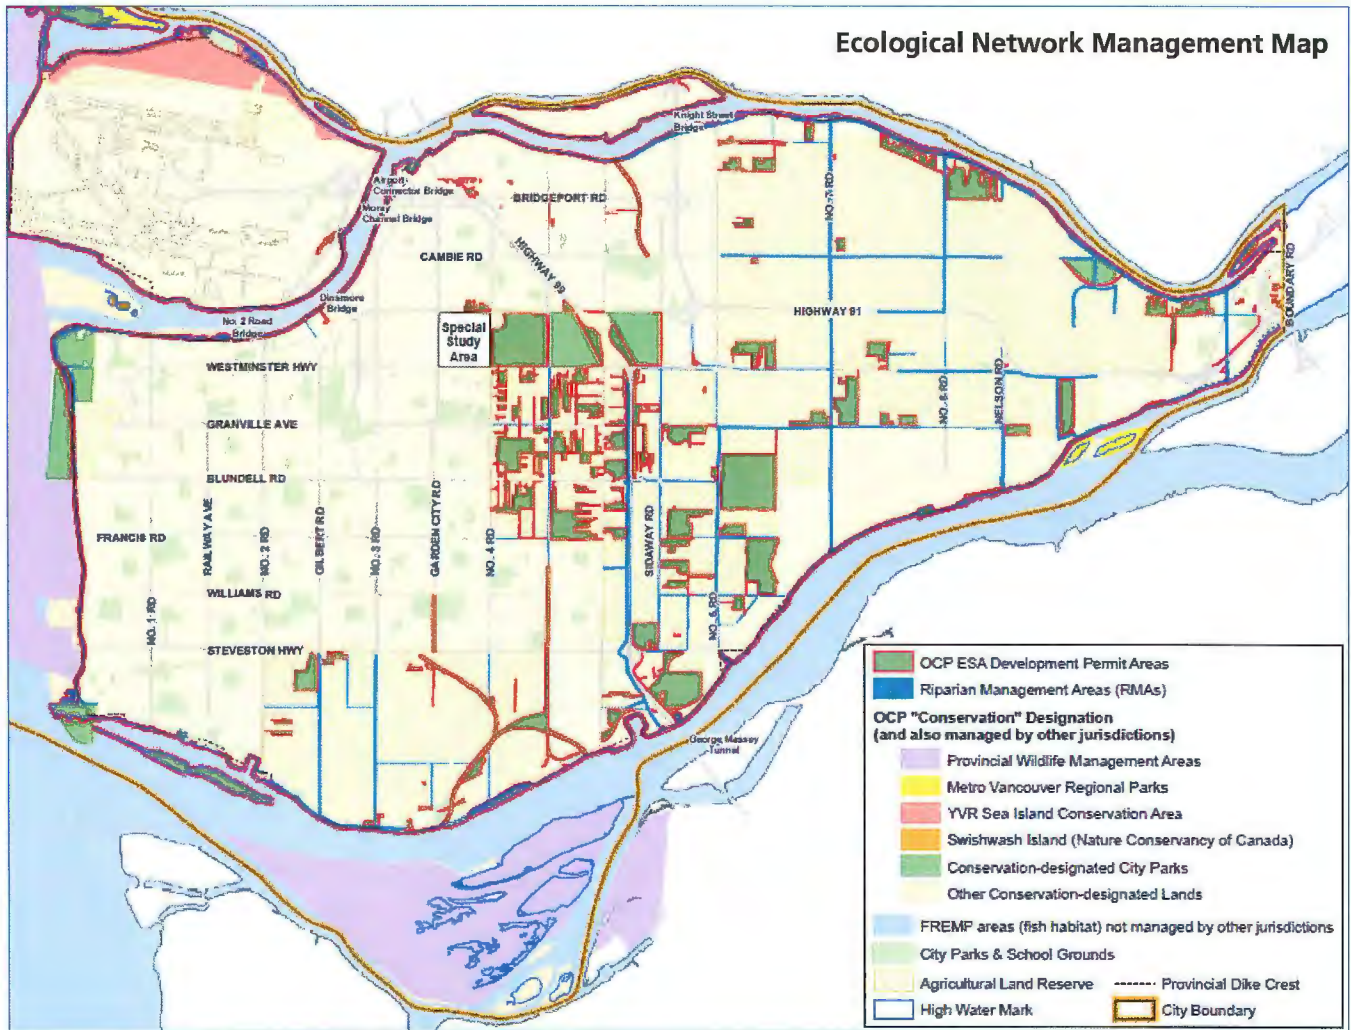 Ecological Network Management Map
Knight Street
Bridge
Airport
Connector Bridge
Moray
Channel Bridge
BRIDGEPORT RD
NO. 7 RD
CAMBIE RD
HIGHWAY 99
BOUNDARY RD
Dinsmore
Bridge
No. 2 Road
Bridge
Special
Study
Area
HIGHWAY 91
WESTMINSTER HWY
NO. 8 RD
NELSON RD
GRANVILLE AVE
BLUNDELL RD
FRANCIS RD
RAILWAY AVE
NO. 2 RD
GILBERT RD
NO. 3 RD
GARDEN CITY RD
NO. 4 RD
SIDAWAY RD
NO. 6 RD
WILLIAMS RD
NO. 1 RD
STEVESTON HWY
George Massey
Tunnel
OCP ESA Development Permit Areas
Riparian Management Areas (RMAs)
OCP "Conservation" Designation
(and also managed by other jurisdictions)
Provincial Wildlife Management Areas
Metro Vancouver Regional Parks
YVR Sea Island Conservation Area
Swishwash Island (Nature Conservancy of Canada)
Conservation-designated City Parks
Other Conservation-designated Lands
FREMP areas (fish habitat) not managed by other jurisdictions
City Parks & School Grounds
Agricultural Land Reserve
Provincial Dike Crest
High Water Mark
City Boundary